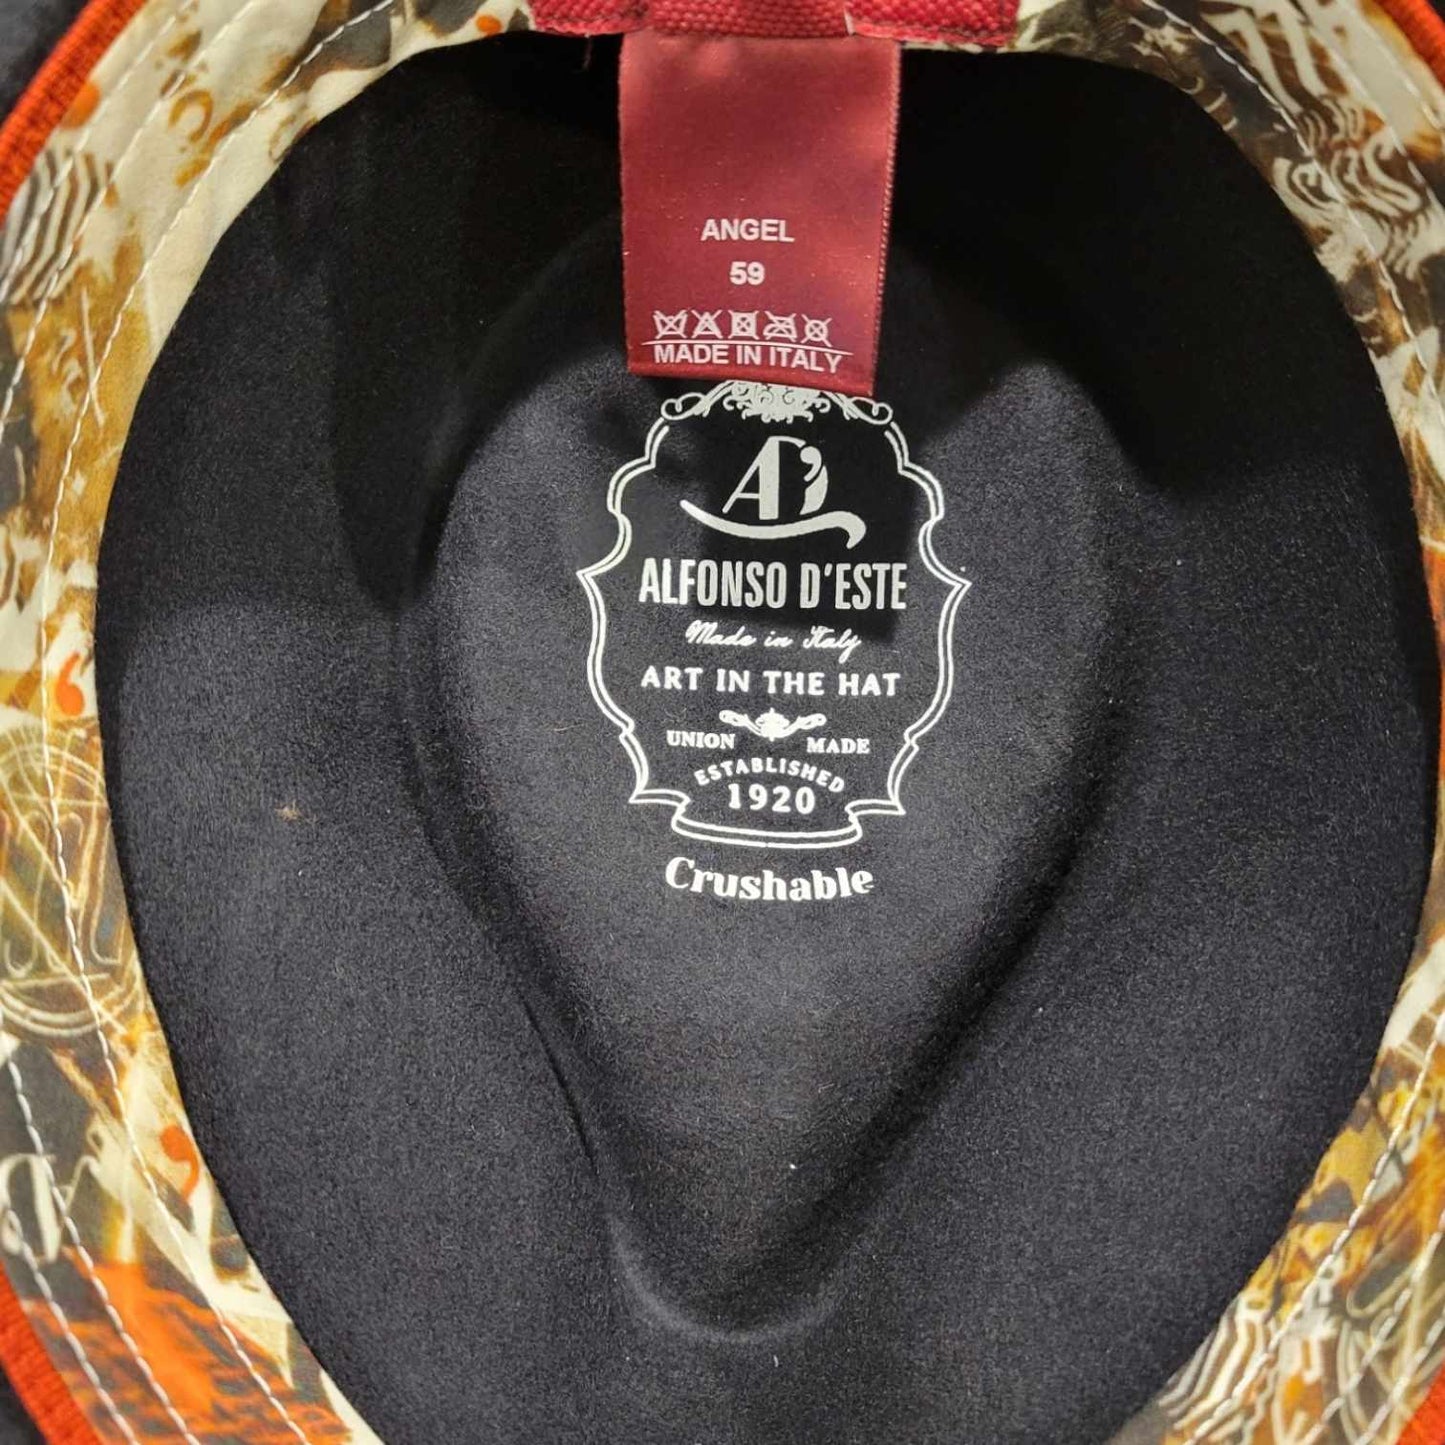 ANGEL
59
MADE IN ITALY
A'
ALFONSO D'ESTE
Made in Italy
ART IN THE HAT
UNION MADE
ESTABLISHED
1920
Crushable